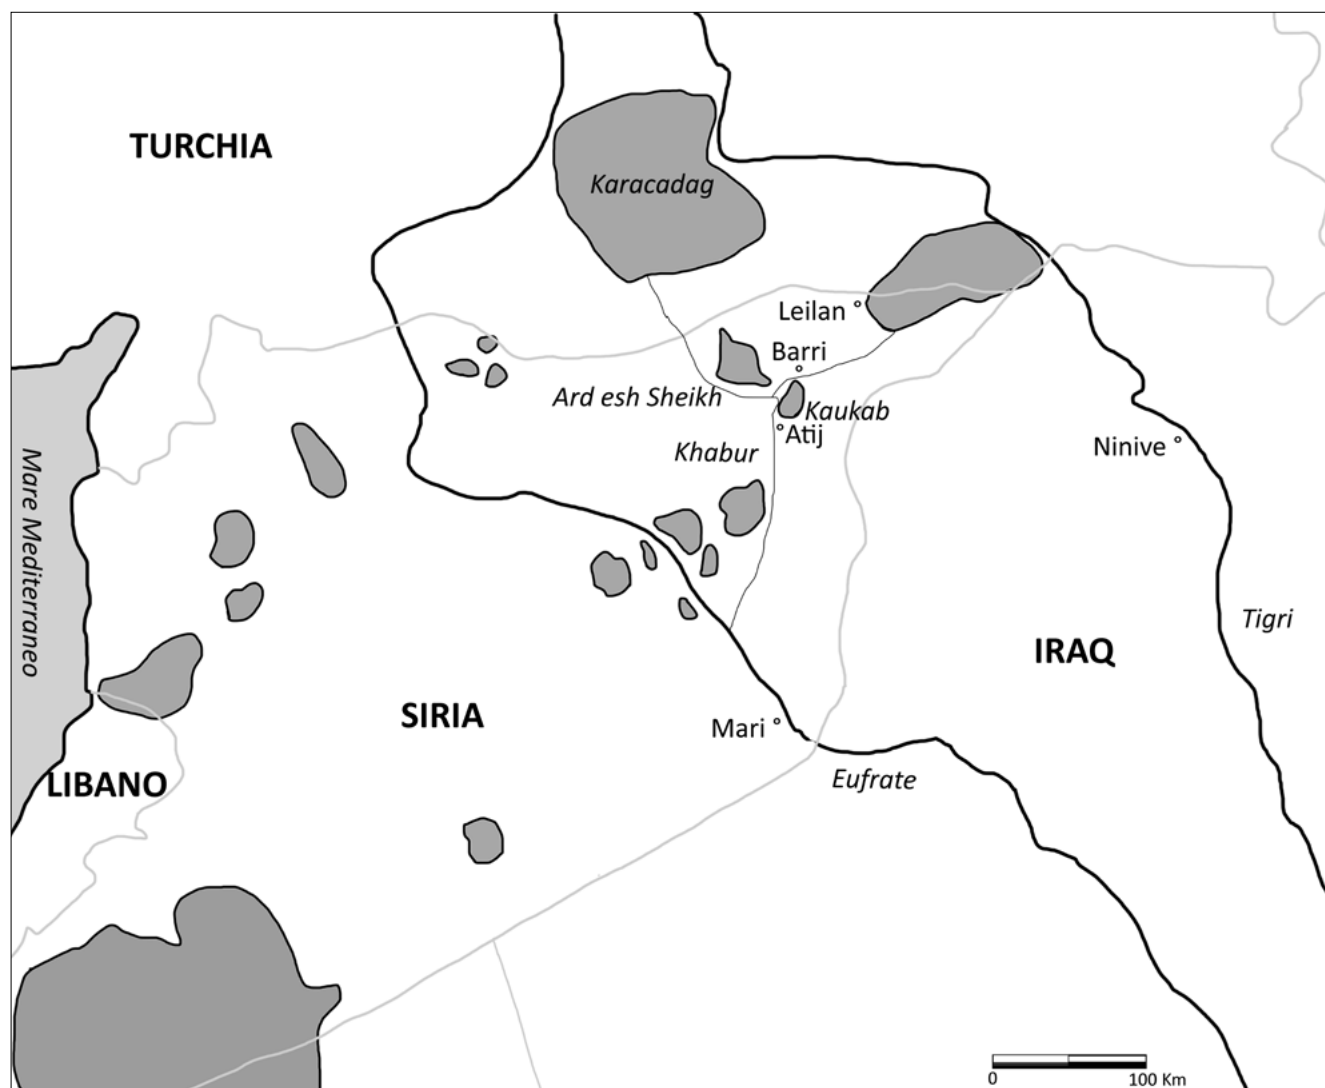 TURCHIA
Karacadag
Leilan
Barri
Ard esh Sheikh
Kaukab
Atij
Khabur
Ninive
Mare Mediterraneo
Tigri
IRAQ
SIRIA
Mari
LIBANO
Eufrate
0 100 Km